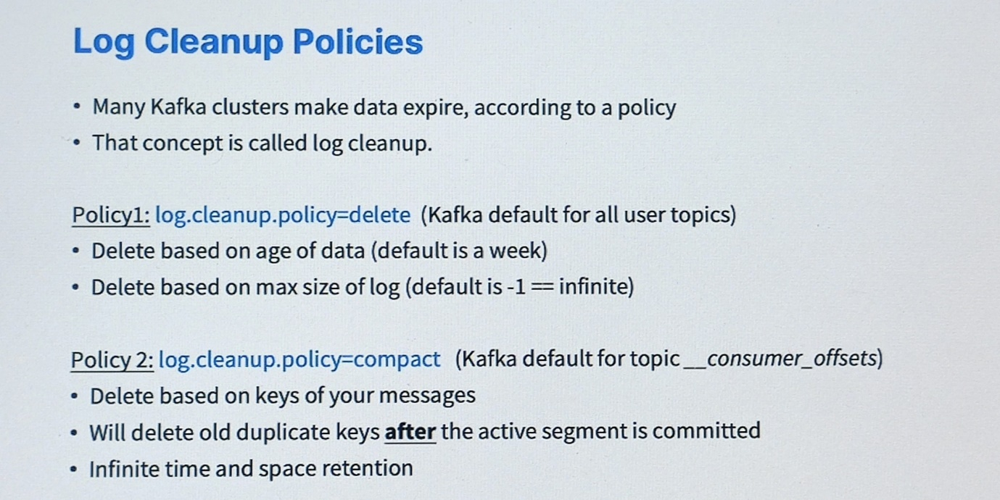 Log Cleanup Policies
• Many Kafka clusters make data expire, according to a policy
• That concept is called log cleanup.
Policy1: log.cleanup.policy=delete (Kafka default for all user topics)
• Delete based on age of data (default is a week)
• Delete based on max size of log (default is -1 == infinite)
Policy 2: log.cleanup.policy=compact (Kafka default for topic __consumer_offsets)
• Delete based on keys of your messages
• Will delete old duplicate keys after the active segment is committed
• Infinite time and space retention